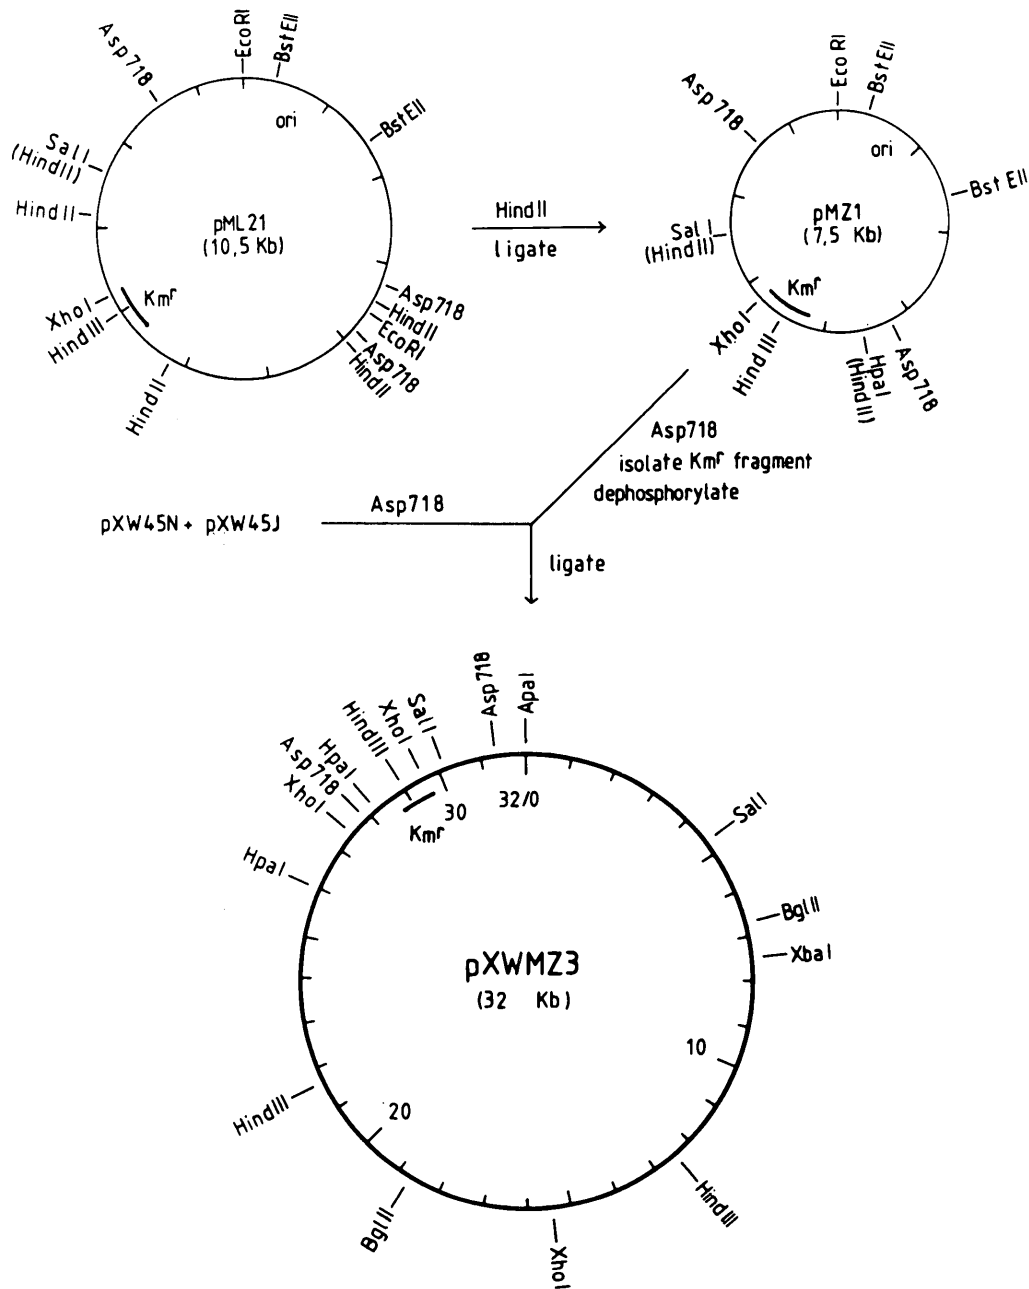 EcoRI
BstEII
Asp718
ori
BstEII
SalI
(HindII)
HindII
pML21
(10,5 Kb)
XhoI
HindIII
Kmʳ
Asp718
HindII
EcoRI
Asp718
HindII
HindII
HindII
ligate
EcoRI
BstEII
Asp718
ori
BstEII
pMZ1
(7,5 Kb)
SalI
(HindII)
Kmʳ
XhoI
HindIII
HpaI
(HindII)
Asp718
Asp718
isolate Kmʳ fragment
dephosphorylate
pXW45N + pXW45J
Asp718
ligate
Asp718
ApaI
SalI
XhoI
HindIII
HpaI
Asp718
XhoI
HpaI
Kmʳ
30
32/0
SalI
BglII
XbaI
pXWMZ3
(32 Kb)
10
20
HindIII
HindIII
BglII
XhoI